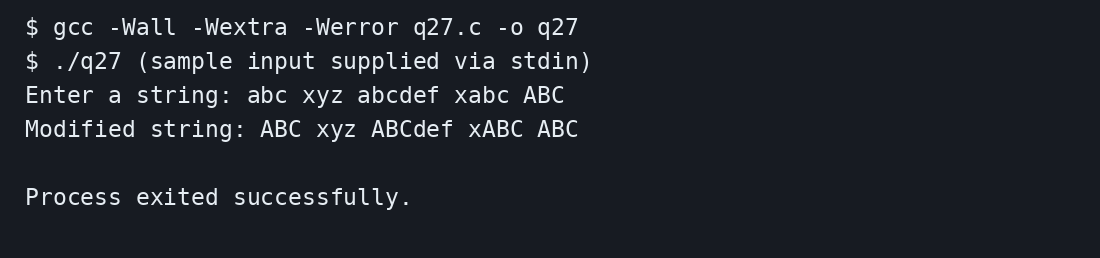 $ gcc -Wall -Wextra -Werror q27.c -o q27
$ ./q27 (sample input supplied via stdin)
Enter a string: abc xyz abcdef xabc ABC
Modified string: ABC xyz ABCdef xABC ABC
Process exited successfully.